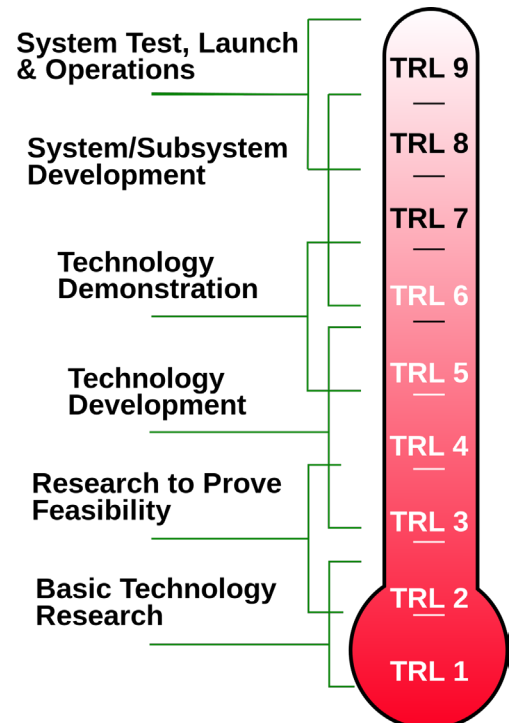 System Test, Launch
& Operations
System/Subsystem
Development
Technology
Demonstration
Technology
Development
Research to Prove
Feasibility
Basic Technology
Research
TRL 9
TRL 8
TRL 7
TRL 6
TRL 5
TRL 4
TRL 3
TRL 2
TRL 1